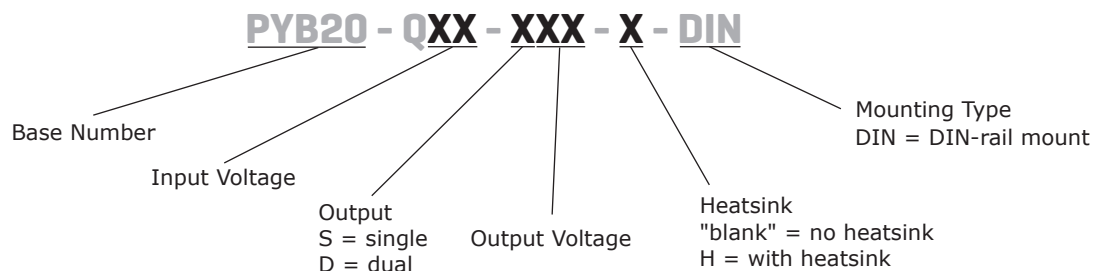 PYB20 - QXX - XXX - X - DIN
Base Number
Input Voltage
Output
S = single
D = dual
Output Voltage
Heatsink
"blank" = no heatsink
H = with heatsink
Mounting Type
DIN = DIN-rail mount